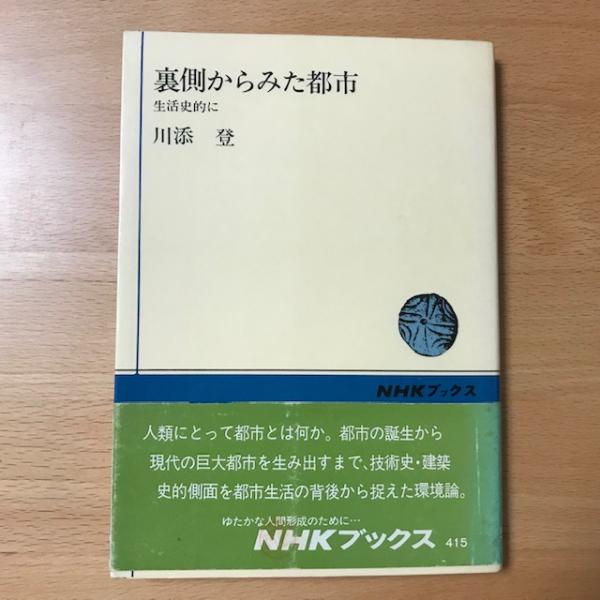 裏側からみた都市
生活史的に
川添 登
NHKブックス
人類にとって都市とは何か。都市の誕生から
現代の巨大都市を生み出すまで、技術史・建築
史的側面を都市生活の背後から捉えた環境論。
ゆたかな人間形成のために…
NHKブックス 415